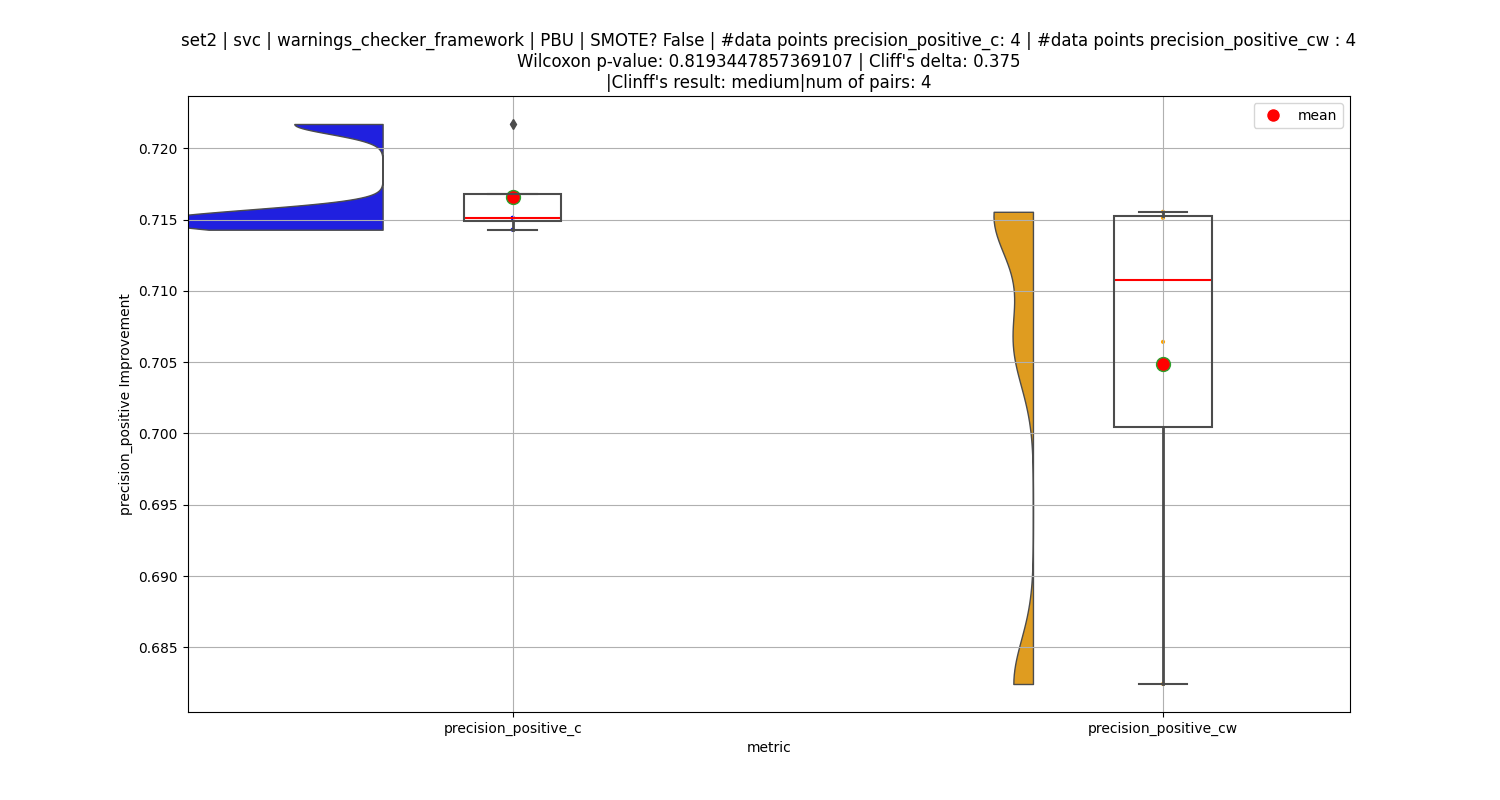 set2 | svc | warnings_checker_framework | PBU | SMOTE? False | #data points precision_positive_c: 4 | #data points precision_positive_cw : 4
Wilcoxon p-value: 0.8193447857369107 | Cliff's delta: 0.375
|Clinff's result: medium|num of pairs: 4
mean
0.720
0.715
0.710
0.705
0.700
0.695
0.690
0.685
precision_positive Improvement
precision_positive_c
precision_positive_cw
metric